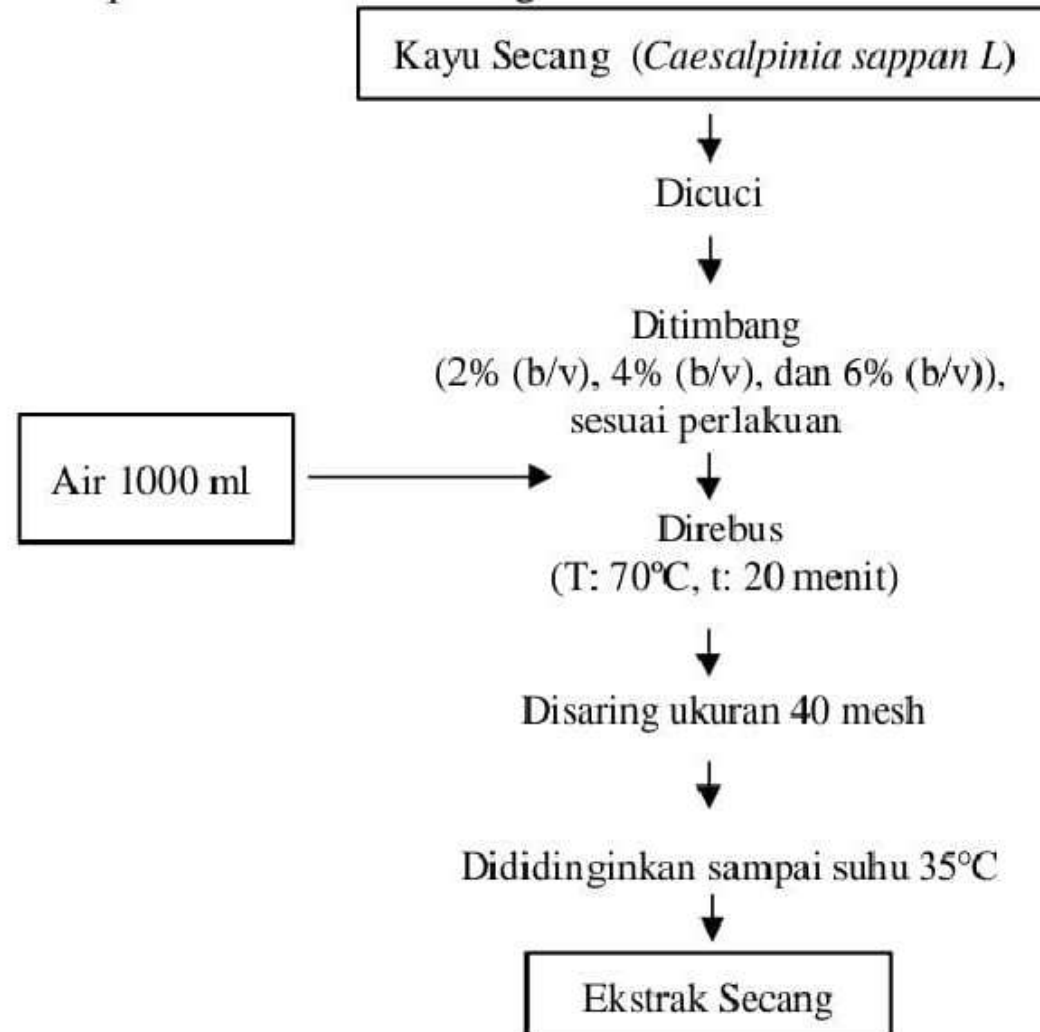 Kayu Secang (Caesalpinia sappan L)
Dicuci
Ditimbang
(2% (b/v), 4% (b/v), dan 6% (b/v)),
sesuai perlakuan
Air 1000 ml
Direbus
(T: 70°C, t: 20 menit)
Disaring ukuran 40 mesh
Dididinginkan sampai suhu 35°C
Ekstrak Secang